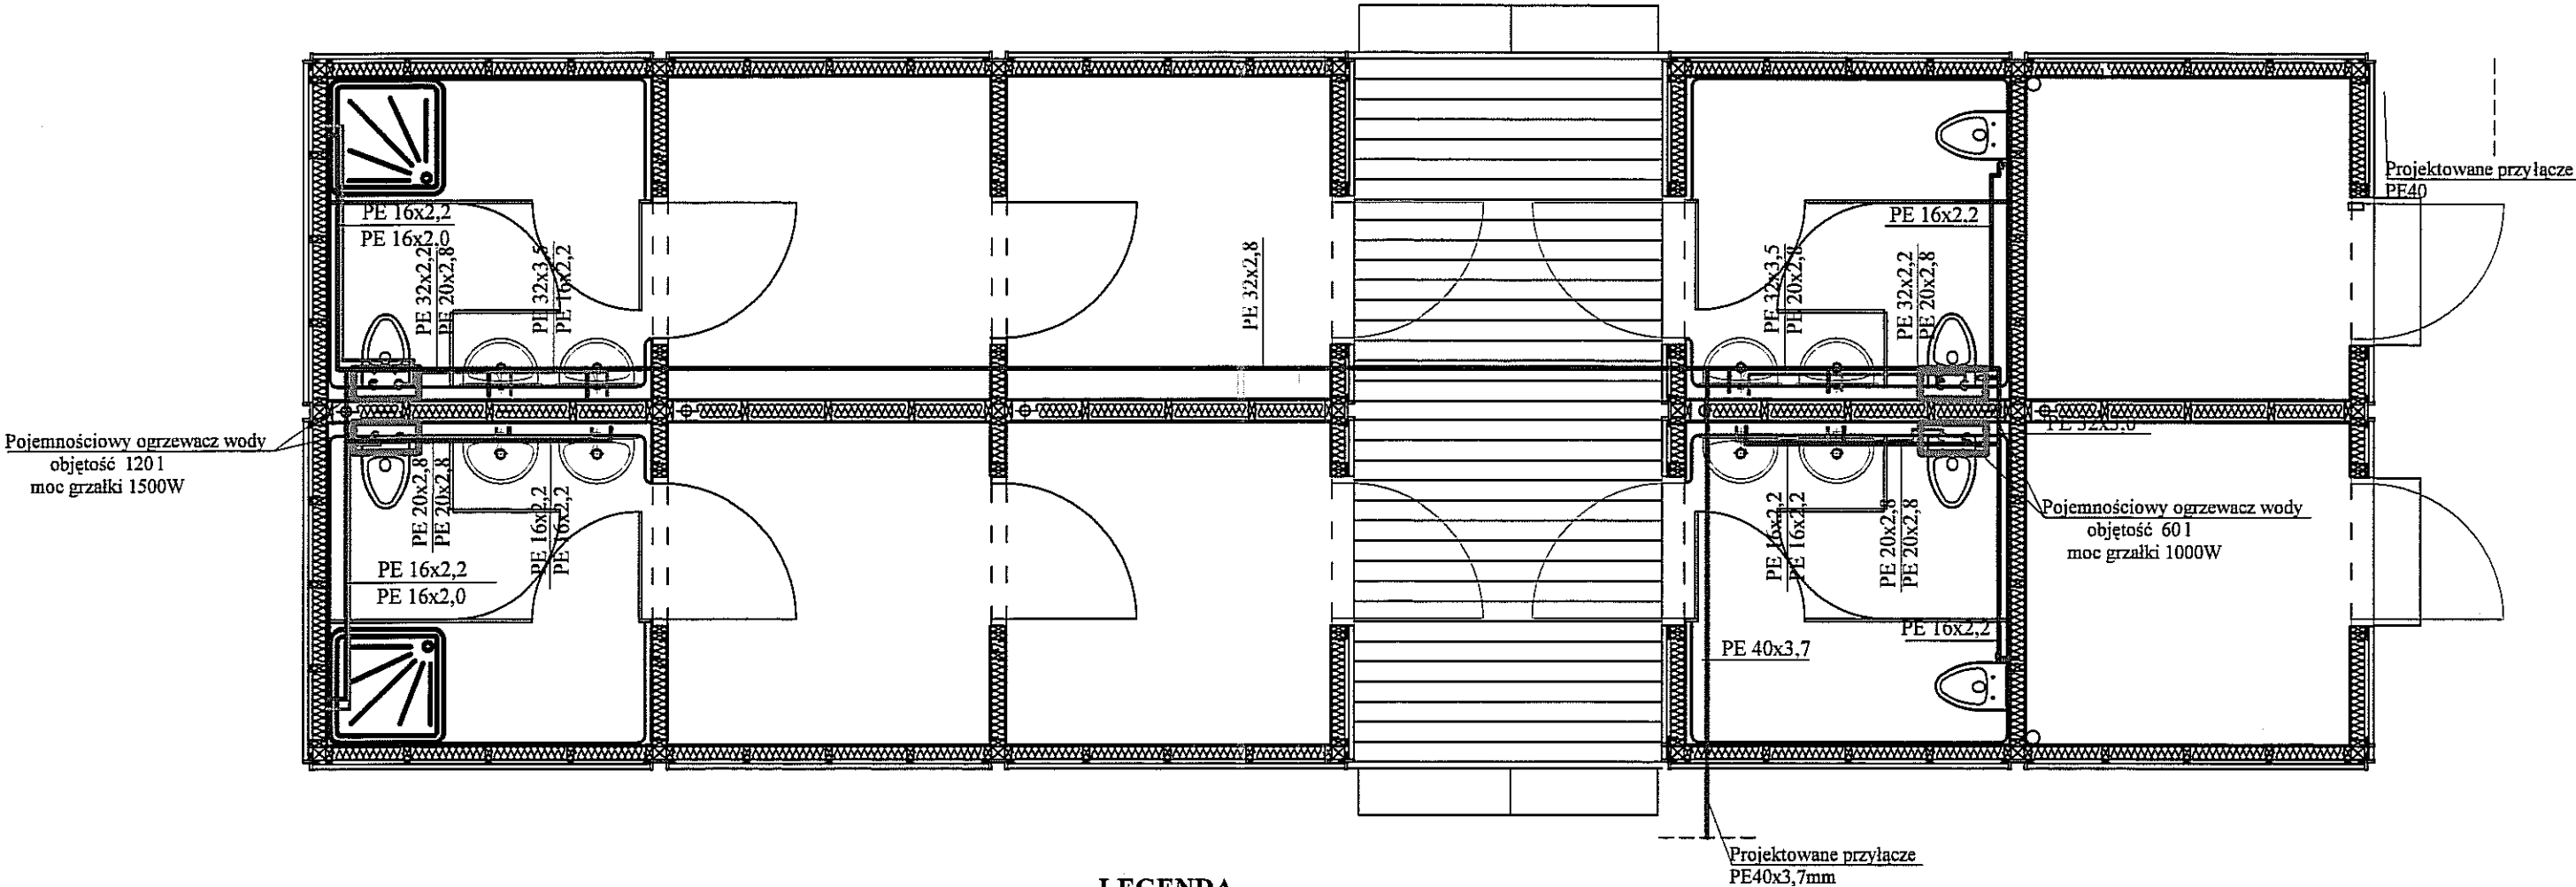 Projektowane przyłącze
PE40
PE 16x2,2
PE 16x2,0
PE 32x2,2
PE 20x2,8
PE 32x3,5
PE 16x2,2
PE 32x2,8
PE 32x3,5
PE 20x2,8
PE 16x2,2
PE 32x2,2
PE 20x2,8
Pojemnościowy ogrzewacz wody
objętość 120 l
moc grzałki 1500W
PE 20x2,8
PE 20x2,8
PE 16x2,2
PE 16x2,2
PE 16x2,2
PE 16x2,0
PE 16x2,2
PE 16x2,2
PE 20x2,8
PE 20x2,8
PE 32x3,0
Pojemnościowy ogrzewacz wody
objętość 60 l
moc grzałki 1000W
PE 16x2,2
PE 40x3,7
Projektowane przyłącze
PE40x3,7mm
LEGENDA